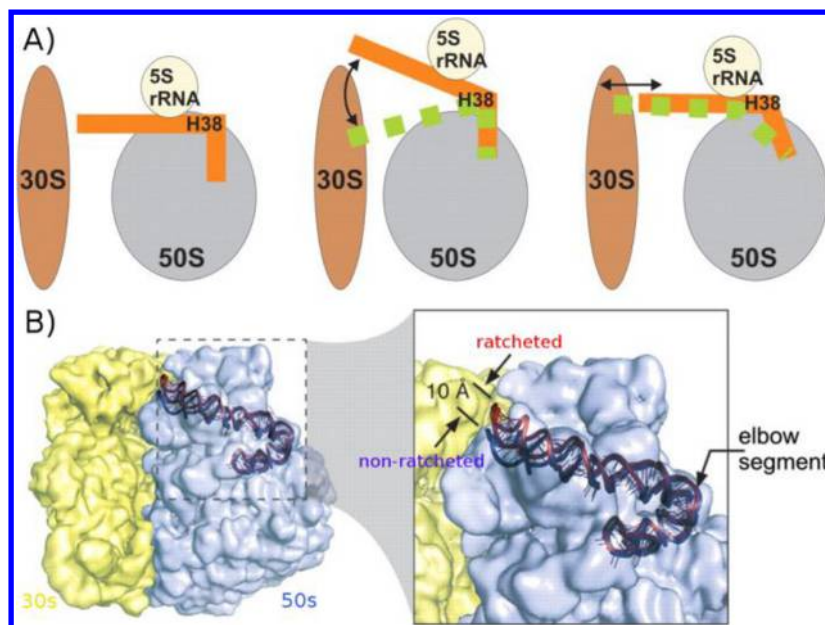 A)
5S
rRNA
H38
30S
50S
5S
rRNA
H38
30S
50S
5S
rRNA
H38
30S
50S
B)
30s
50s
ratcheted
10 Å
non-ratcheted
elbow
segment